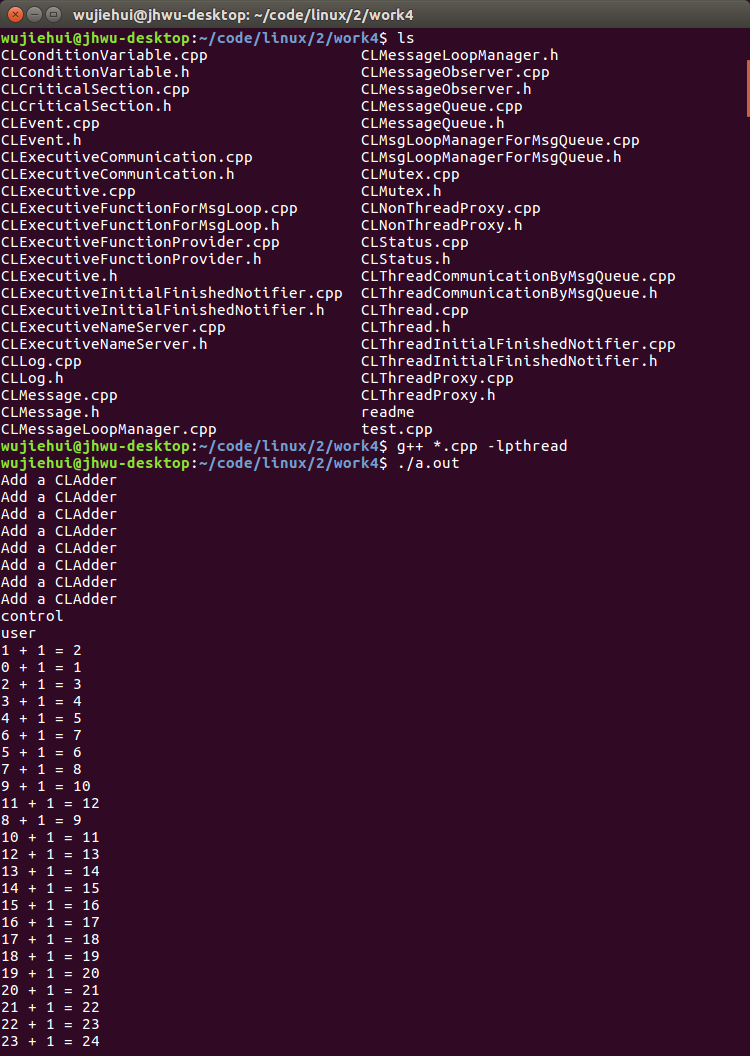 wujiehui@jhwu-desktop: ~/code/linux/2/work4
wujiehui@jhwu-desktop:~/code/linux/2/work4$ ls
CLConditionVariable.cpp CLMessageLoopManager.h
CLConditionVariable.h CLMessageObserver.cpp
CLCriticalSection.cpp CLMessageObserver.h
CLCriticalSection.h CLMessageQueue.cpp
CLEvent.cpp CLMessageQueue.h
CLEvent.h CLMsgLoopManagerForMsgQueue.cpp
CLExecutiveCommunication.cpp CLMsgLoopManagerForMsgQueue.h
CLExecutiveCommunication.h CLMutex.cpp
CLExecutive.cpp CLMutex.h
CLExecutiveFunctionForMsgLoop.cpp CLNonThreadProxy.cpp
CLExecutiveFunctionForMsgLoop.h CLNonThreadProxy.h
CLExecutiveFunctionProvider.cpp CLStatus.cpp
CLExecutiveFunctionProvider.h CLStatus.h
CLExecutive.h CLThreadCommunicationByMsgQueue.cpp
CLExecutiveInitialFinishedNotifier.cpp CLThreadCommunicationByMsgQueue.h
CLExecutiveInitialFinishedNotifier.h CLThread.cpp
CLExecutiveNameServer.cpp CLThread.h
CLExecutiveNameServer.h CLThreadInitialFinishedNotifier.cpp
CLLog.cpp CLThreadInitialFinishedNotifier.h
CLLog.h CLThreadProxy.cpp
CLMessage.cpp CLThreadProxy.h
CLMessage.h readme
CLMessageLoopManager.cpp test.cpp
wujiehui@jhwu-desktop:~/code/linux/2/work4$ g++ *.cpp -lpthread
wujiehui@jhwu-desktop:~/code/linux/2/work4$ ./a.out
Add a CLAdder
Add a CLAdder
Add a CLAdder
Add a CLAdder
Add a CLAdder
Add a CLAdder
Add a CLAdder
Add a CLAdder
control
user
1 + 1 = 2
0 + 1 = 1
2 + 1 = 3
3 + 1 = 4
4 + 1 = 5
6 + 1 = 7
5 + 1 = 6
7 + 1 = 8
9 + 1 = 10
11 + 1 = 12
8 + 1 = 9
10 + 1 = 11
12 + 1 = 13
13 + 1 = 14
14 + 1 = 15
15 + 1 = 16
16 + 1 = 17
17 + 1 = 18
18 + 1 = 19
19 + 1 = 20
20 + 1 = 21
21 + 1 = 22
22 + 1 = 23
23 + 1 = 24